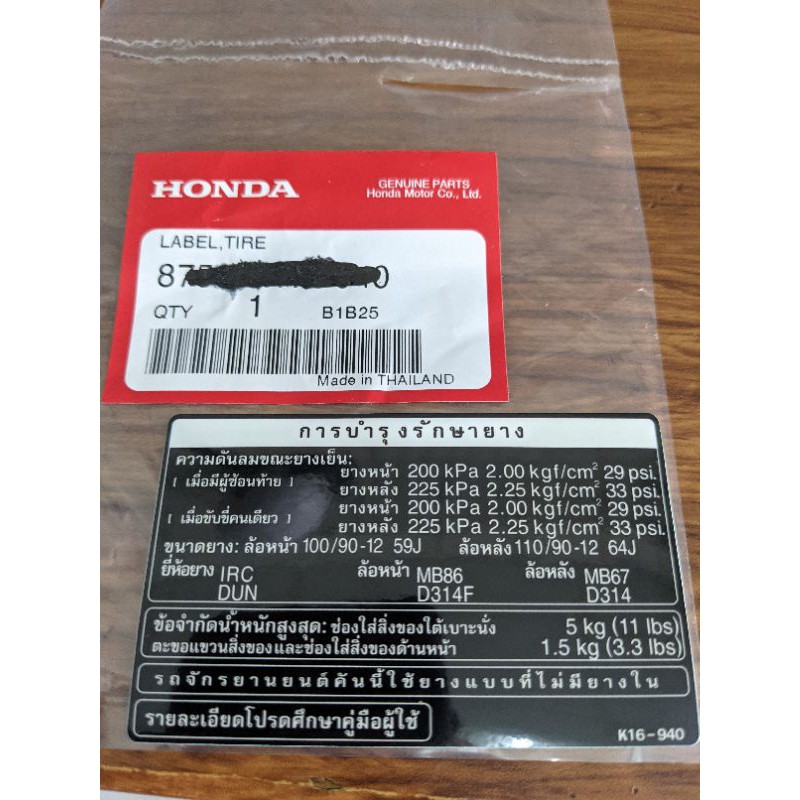 HONDA
GENUINE PARTS
Honda Motor Co., Ltd.
LABEL,TIRE
QTY 1 B1B25
Made in THAILAND
การบำรุงรักษายาง
ความดันลมขณะยางเย็น:
[ เมื่อมีผู้ซ้อนท้าย ] ยางหน้า 200 kPa 2.00 kgf/cm² 29 psi.
ยางหลัง 225 kPa 2.25 kgf/cm² 33 psi.
[ เมื่อขับขี่คนเดียว ] ยางหน้า 200 kPa 2.00 kgf/cm² 29 psi.
ยางหลัง 225 kPa 2.25 kgf/cm² 33 psi.
ขนาดยาง: ล้อหน้า 100/90-12 59J ล้อหลัง 110/90-12 64J
ยี่ห้อยาง IRC ล้อหน้า MB86 ล้อหลัง MB67
DUN D314F D314
ข้อจำกัดน้ำหนักสูงสุด: ช่องใส่สิ่งของใต้เบาะนั่ง 5 kg (11 lbs)
ตะขอแขวนสิ่งของและช่องใส่สิ่งของด้านหน้า 1.5 kg (3.3 lbs)
รถจักรยานยนต์คันนี้ใช้ยางแบบที่ไม่มียางใน
รายละเอียดโปรดศึกษาคู่มือผู้ใช้
K16-940